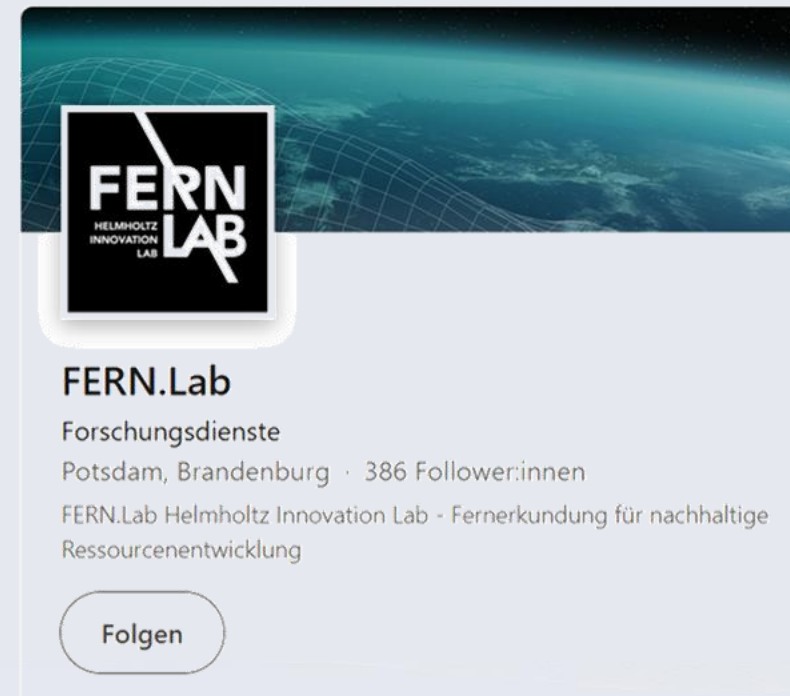 FERN
LAB
HELMHOLTZ
INNOVATION
LAB
FERN.Lab
Forschungsdienste
Potsdam, Brandenburg · 386 Follower:innen
FERN.Lab Helmholtz Innovation Lab - Fernerkundung für nachhaltige
Ressourcenentwicklung
Folgen